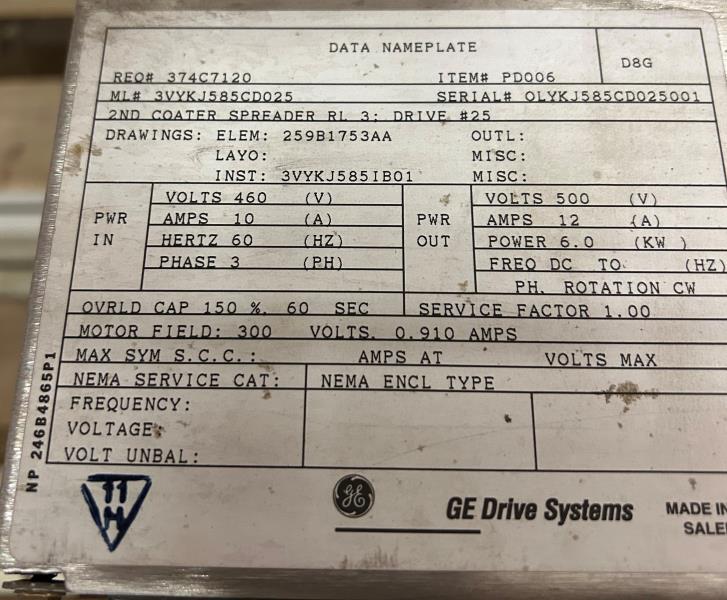 DATA NAMEPLATE
D8G
REQ# 374C7120 ITEM# PD006
ML# 3VYKJ585CD025 SERIAL# OLYKJ585CD025001
2ND COATER SPREADER RL 3; DRIVE #25
DRAWINGS: ELEM: 259B1753AA OUTL:
LAYO: MISC:
INST: 3VYKJ585IB01 MISC:
PWR IN
VOLTS 460 (V)
AMPS 10 (A)
HERTZ 60 (HZ)
PHASE 3 (PH)
PWR OUT
VOLTS 500 (V)
AMPS 12 (A)
POWER 6.0 (KW )
FREQ DC TO (HZ)
PH. ROTATION CW
OVRLD CAP 150 %. 60 SEC SERVICE FACTOR 1.00
MOTOR FIELD: 300 VOLTS. 0.910 AMPS
MAX SYM S.C.C.: AMPS AT VOLTS MAX
NEMA SERVICE CAT: NEMA ENCL TYPE
FREQUENCY:
VOLTAGE:
VOLT UNBAL:
NP 246B4865P1
GE GE Drive Systems
MADE IN